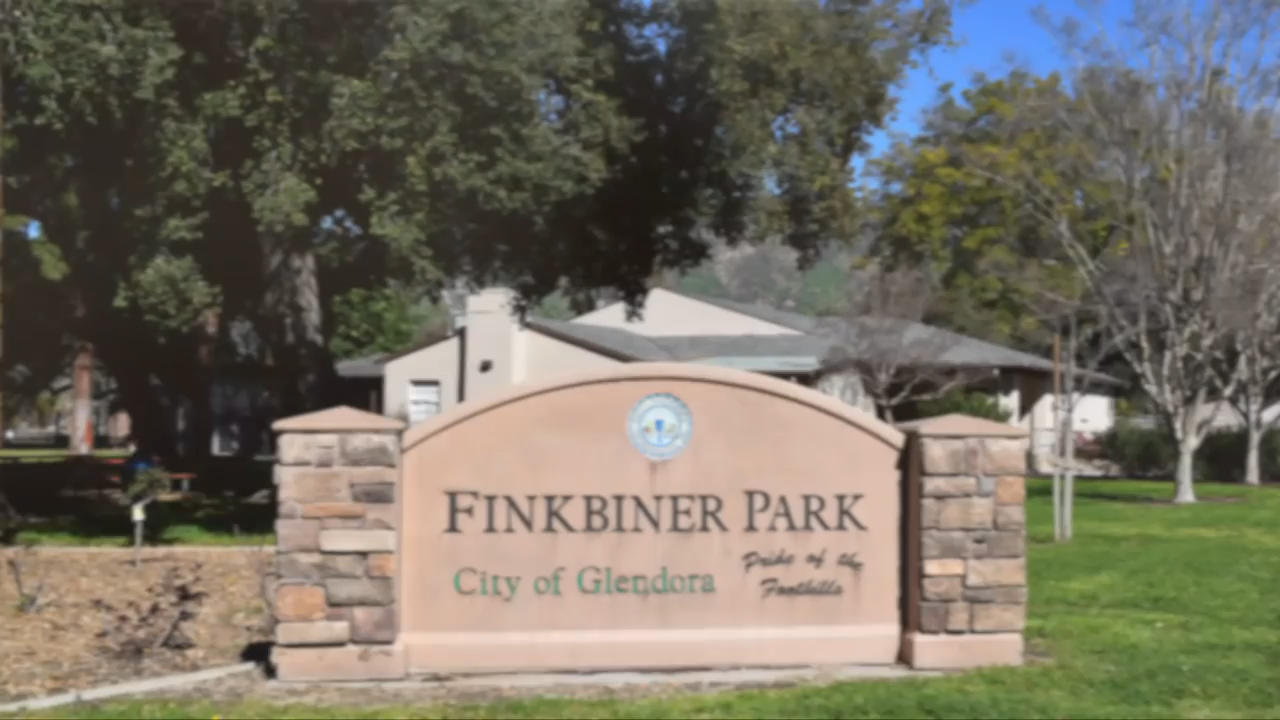 FINKBINER PARK
City of Glendora
Pride of the
Foothills